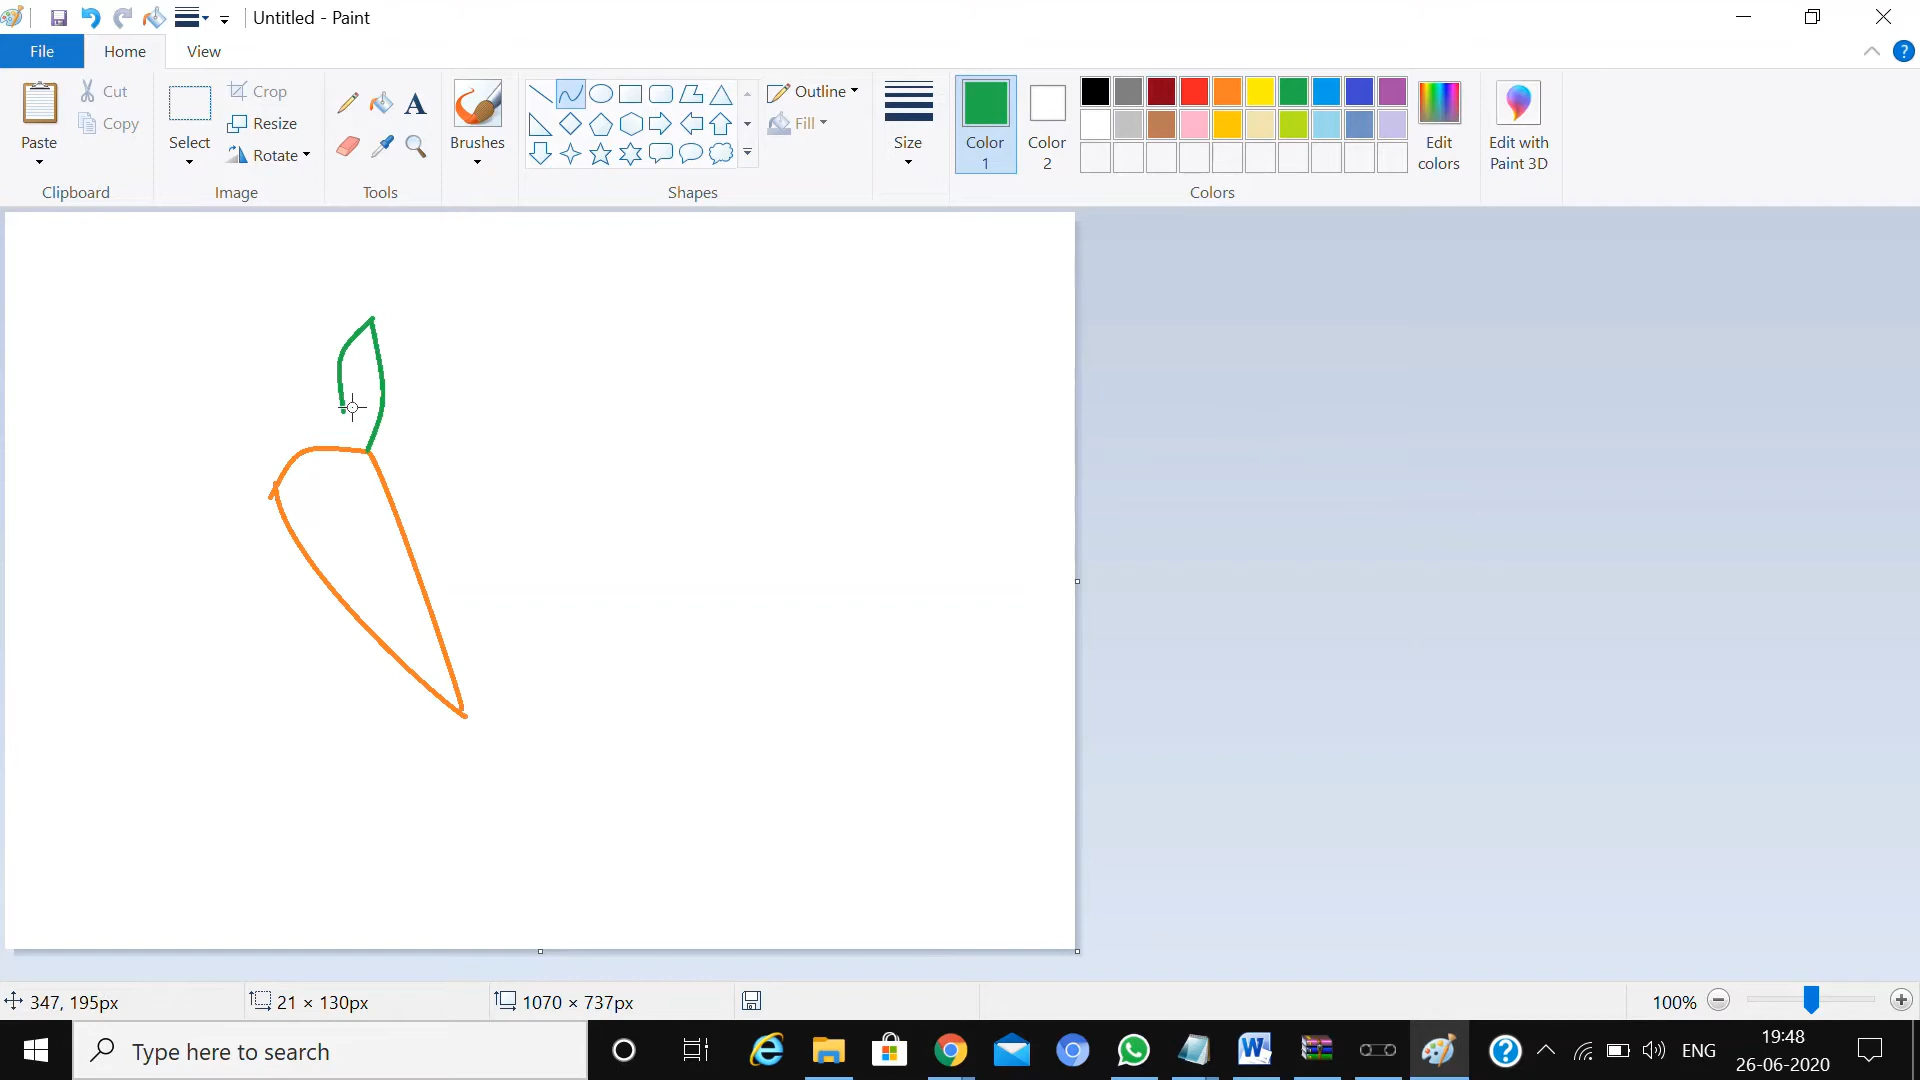 Untitled - Paint
File Home View
Paste Cut Copy Clipboard
Select Crop Resize Rotate Image
A Tools
Brushes
Outline Fill Shapes
Size
Color 1
Color 2
Edit colors Colors
Edit with Paint 3D
?
347, 195px 21 × 130px 1070 × 737px 100%
Type here to search
W
?
ENG
19:48
26-06-2020